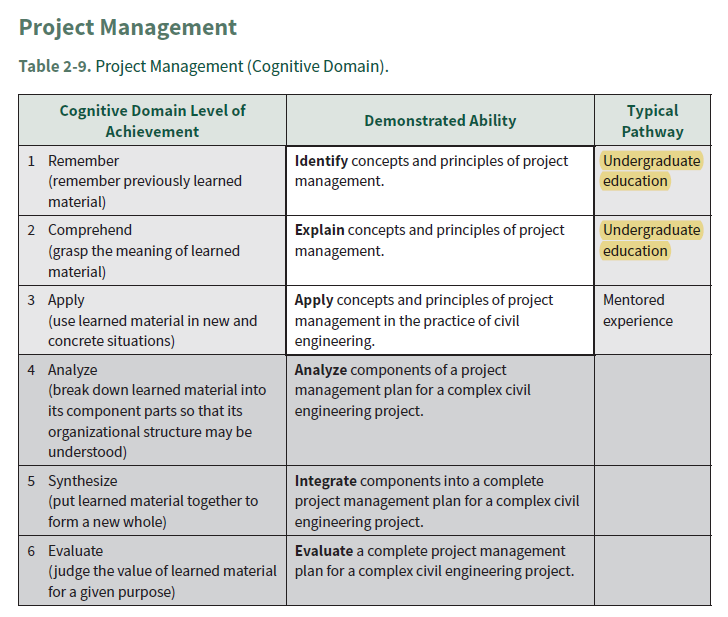 Project Management
Table 2-9. Project Management (Cognitive Domain).
Cognitive Domain Level of
Achievement
Demonstrated Ability
Typical
Pathway
1 Remember
(remember previously learned
material)
Identify concepts and principles of project
management.
Undergraduate
education
2 Comprehend
(grasp the meaning of learned
material)
Explain concepts and principles of project
management.
Undergraduate
education
3 Apply
(use learned material in new and
concrete situations)
Apply concepts and principles of project
management in the practice of civil
engineering.
Mentored
experience
4 Analyze
(break down learned material into
its component parts so that its
organizational structure may be
understood)
Analyze components of a project
management plan for a complex civil
engineering project.
5 Synthesize
(put learned material together to
form a new whole)
Integrate components into a complete
project management plan for a complex civil
engineering project.
6 Evaluate
(judge the value of learned material
for a given purpose)
Evaluate a complete project management
plan for a complex civil engineering project.